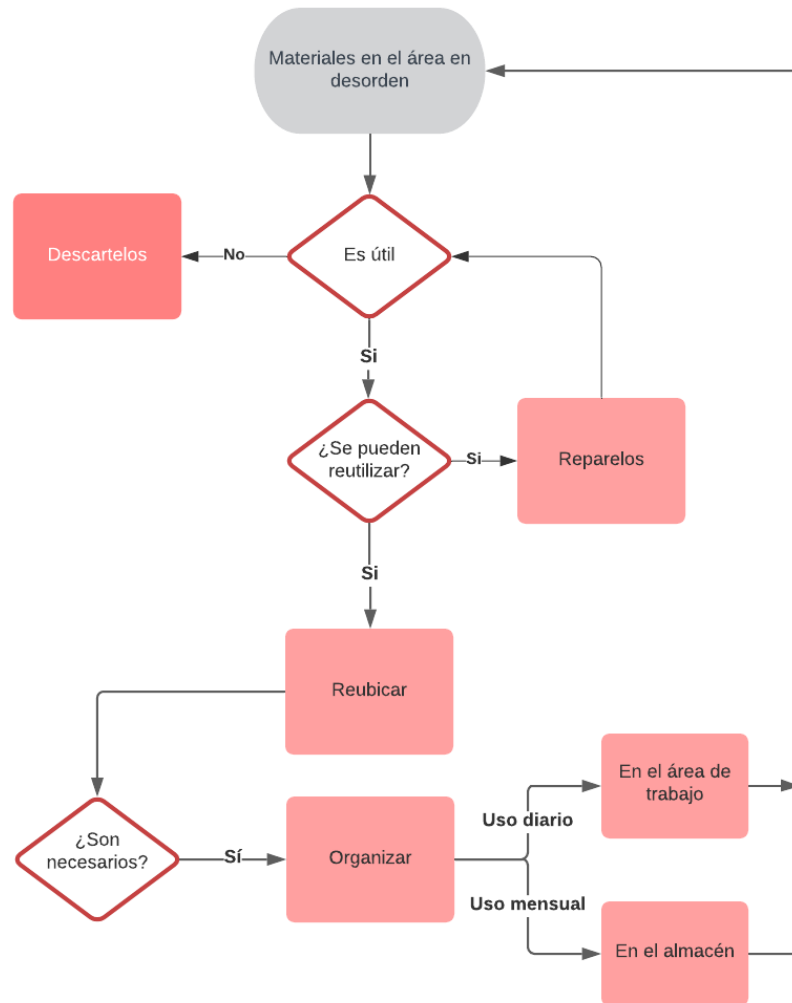 Materiales en el área en
desorden
Descartelos
No
Es útil
Si
¿Se pueden
reutilizar?
Si
Reparelos
Si
Reubicar
¿Son
necesarios?
Sí
Organizar
Uso diario
En el área de
trabajo
Uso mensual
En el almacén